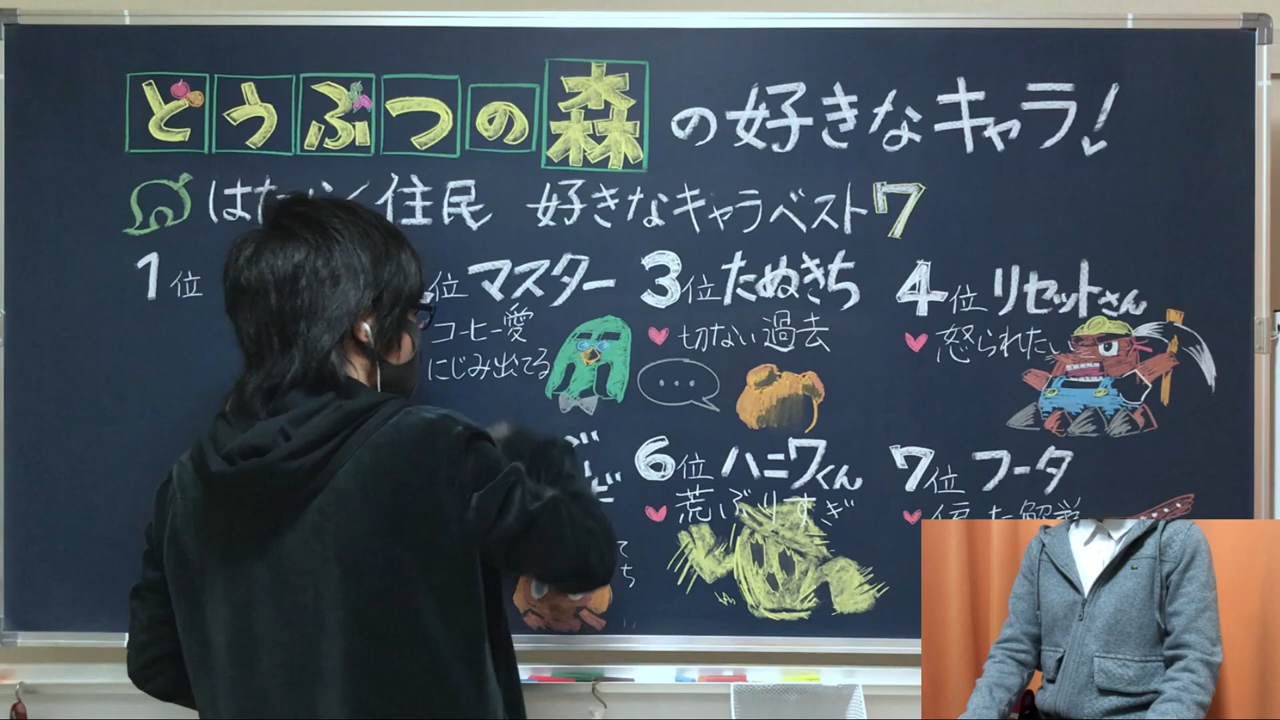 どうぶつの森の好きなキャラ!
はたらく住民 好きなキャラベスト7
1位
位 マスター
コーヒー愛
にじみ出てる
3位 たぬきち
切ない過去
...
4位 リセットさん
怒られたい
6位 ハニワくん
荒ぶりすぎ
7位 フータ